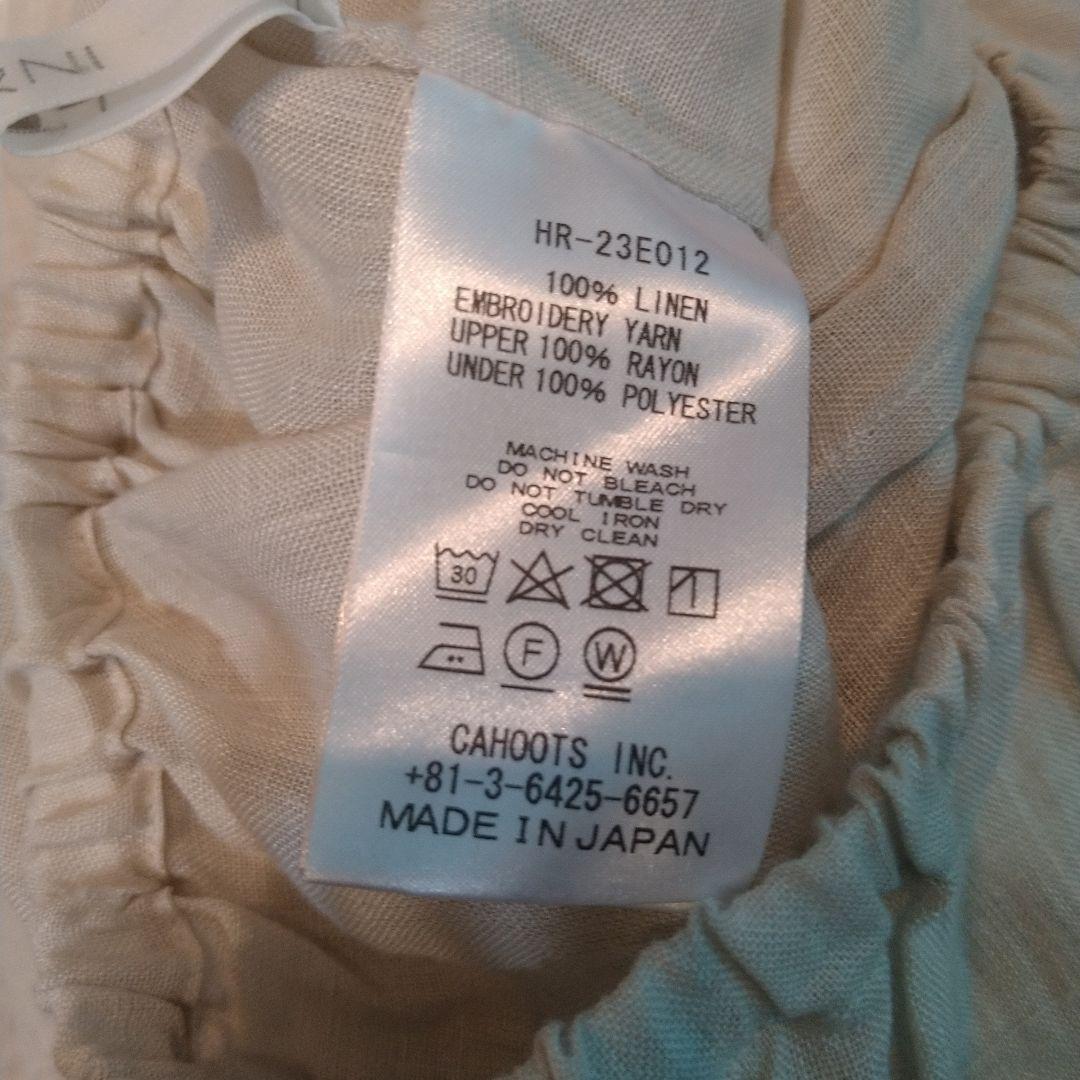 HR-23E012
100% LINEN
EMBROIDERY YARN
UPPER 100% RAYON
UNDER 100% POLYESTER
MACHINE WASH
DO NOT BLEACH
DO NOT TUMBLE DRY
COOL IRON
DRY CLEAN
30
F
W
CAHOOTS INC.
+81-3-6425-6657
MADE IN JAPAN